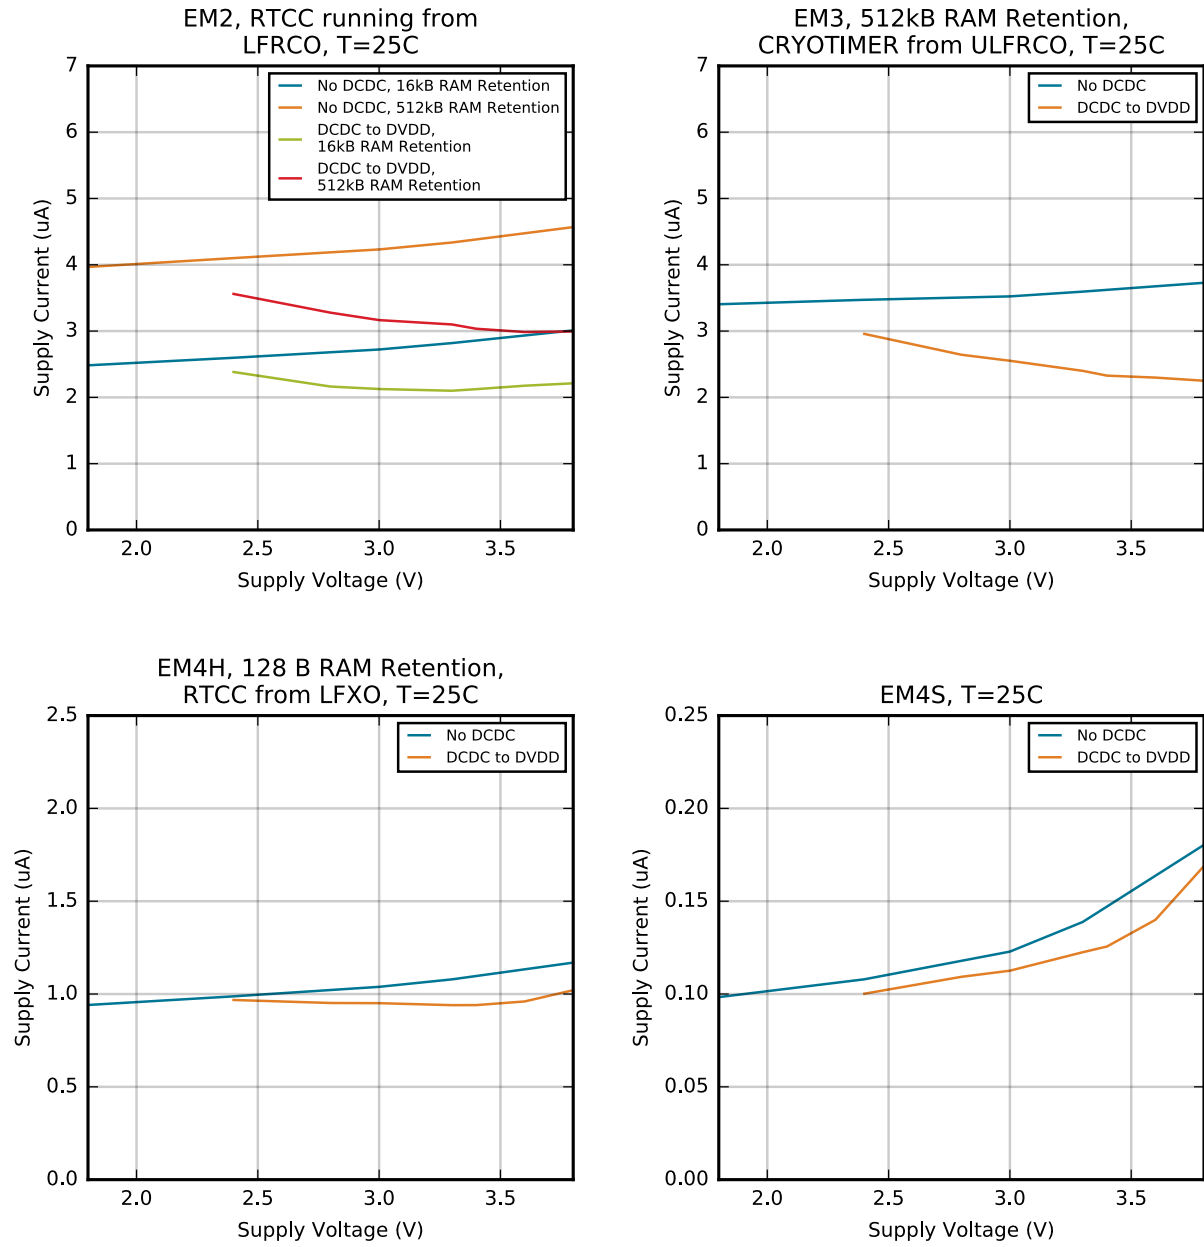 EM2, RTCC running from
LFRCO, T=25C
7
6
5
4
3
2
1
0
Supply Current (uA)
No DCDC, 16kB RAM Retention
No DCDC, 512kB RAM Retention
DCDC to DVDD,
16kB RAM Retention
DCDC to DVDD,
512kB RAM Retention
2.0 2.5 3.0 3.5
Supply Voltage (V)
EM3, 512kB RAM Retention,
CRYOTIMER from ULFRCO, T=25C
7
6
5
4
3
2
1
0
Supply Current (uA)
No DCDC
DCDC to DVDD
2.0 2.5 3.0 3.5
Supply Voltage (V)
EM4H, 128 B RAM Retention,
RTCC from LFXO, T=25C
2.5
2.0
1.5
1.0
0.5
0.0
Supply Current (uA)
No DCDC
DCDC to DVDD
2.0 2.5 3.0 3.5
Supply Voltage (V)
EM4S, T=25C
0.25
0.20
0.15
0.10
0.05
0.00
Supply Current (uA)
No DCDC
DCDC to DVDD
2.0 2.5 3.0 3.5
Supply Voltage (V)